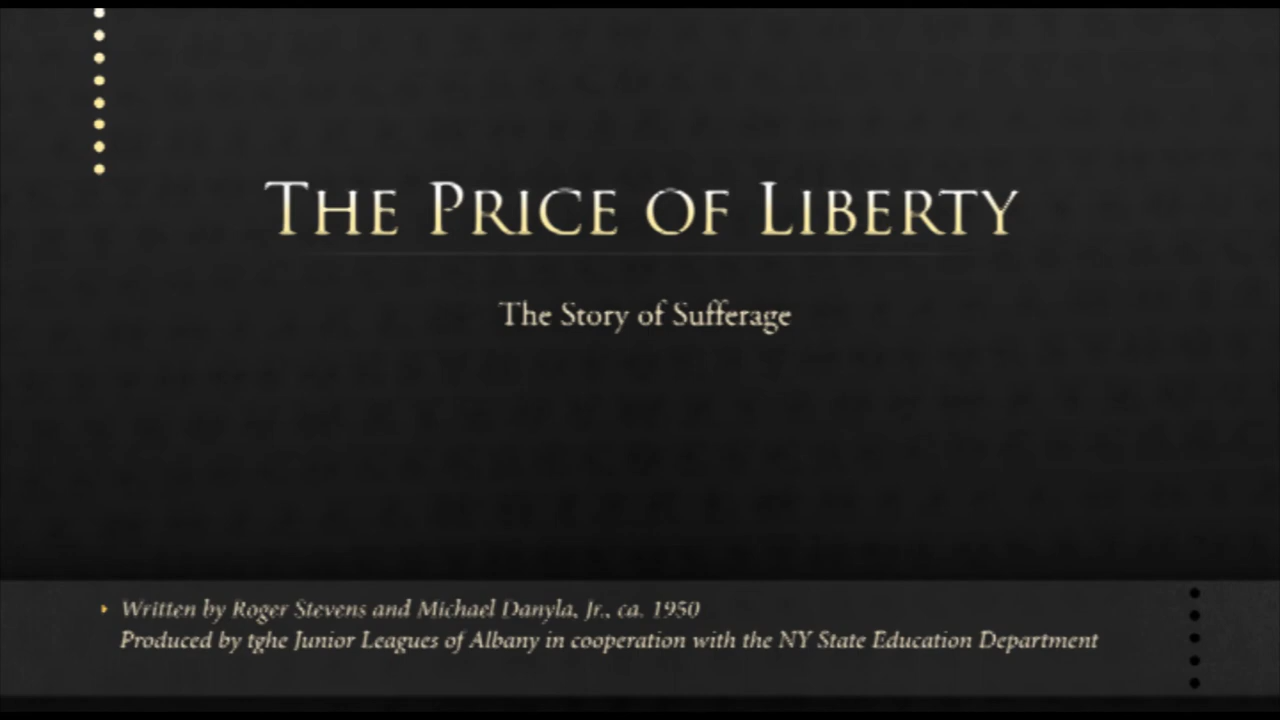 The Price of Liberty
The Story of Sufferage
Written by Roger Stevens and Michael Danyla, Jr., ca. 1950
Produced by tghe Junior Leagues of Albany in cooperation with the NY State Education Department